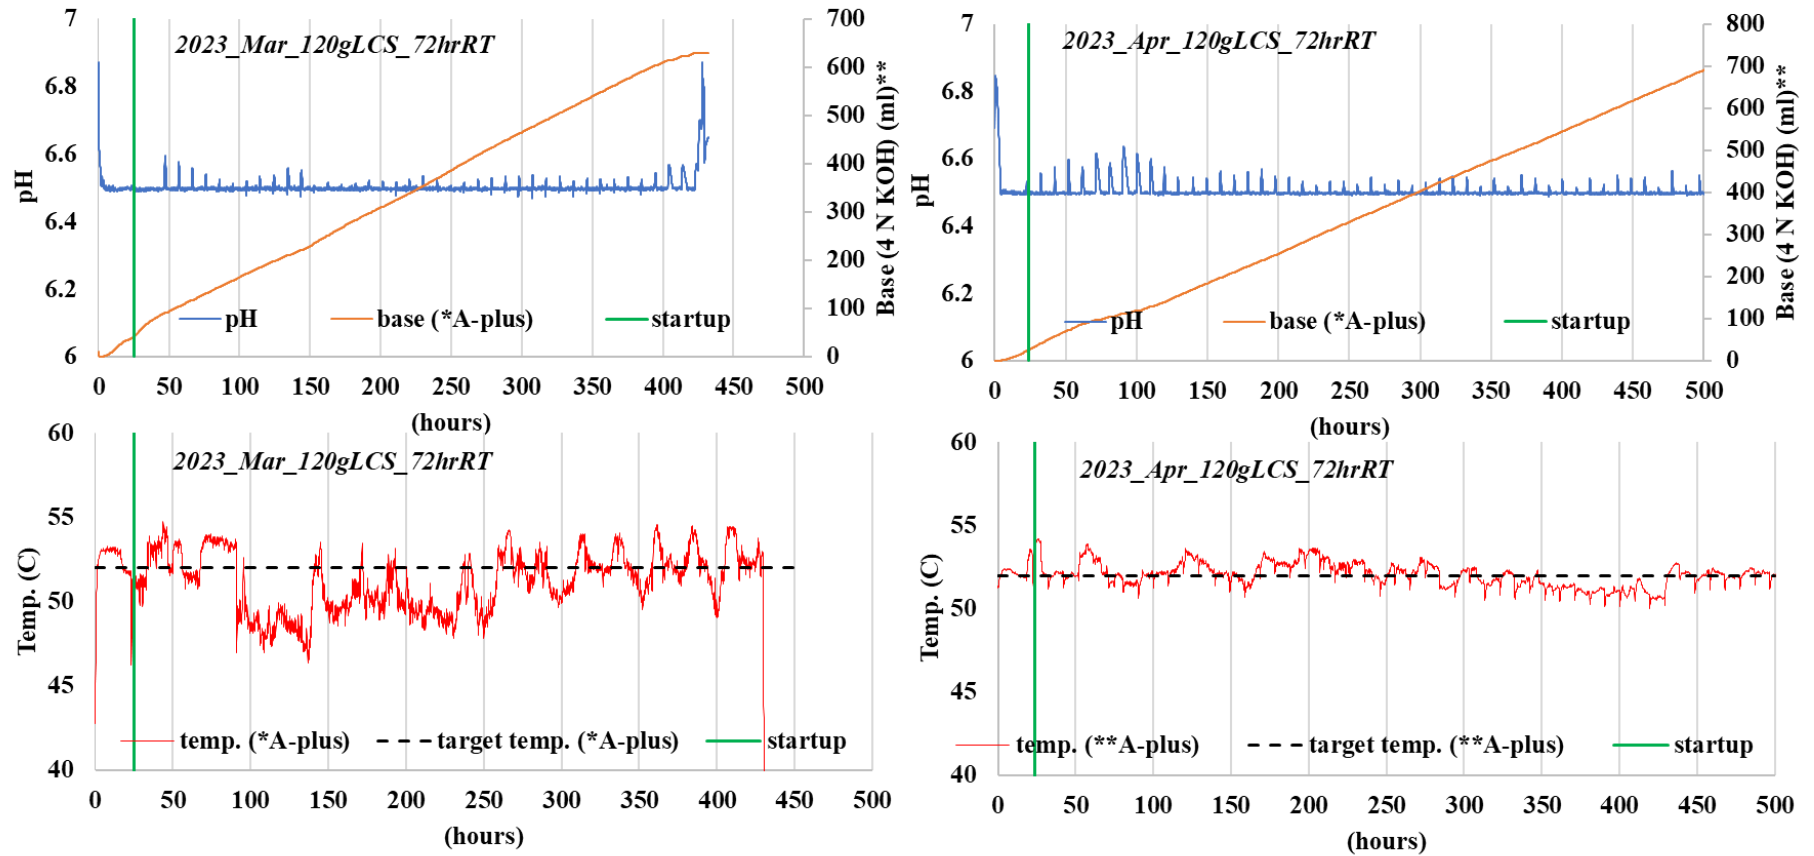 2023_Mar_120gLCS_72hrRT
pH
7
6.8
6.6
6.4
6.2
6
Base (4 N KOH) (ml)**
700
600
500
400
300
200
100
0
pH base (*A-plus) startup
0 50 100 150 200 250 300 350 400 450 500
(hours)
2023_Apr_120gLCS_72hrRT
pH
7
6.8
6.6
6.4
6.2
6
Base (4 N KOH) (ml)**
800
700
600
500
400
300
200
100
0
pH base (*A-plus) startup
0 50 100 150 200 250 300 350 400 450 500
(hours)
2023_Mar_120gLCS_72hrRT
Temp. (C)
60
55
50
45
40
temp. (*A-plus) target temp. (*A-plus) startup
0 50 100 150 200 250 300 350 400 450 500
(hours)
2023_Apr_120gLCS_72hrRT
Temp. (C)
60
55
50
45
40
temp. (**A-plus) target temp. (**A-plus) startup
0 50 100 150 200 250 300 350 400 450 500
(hours)